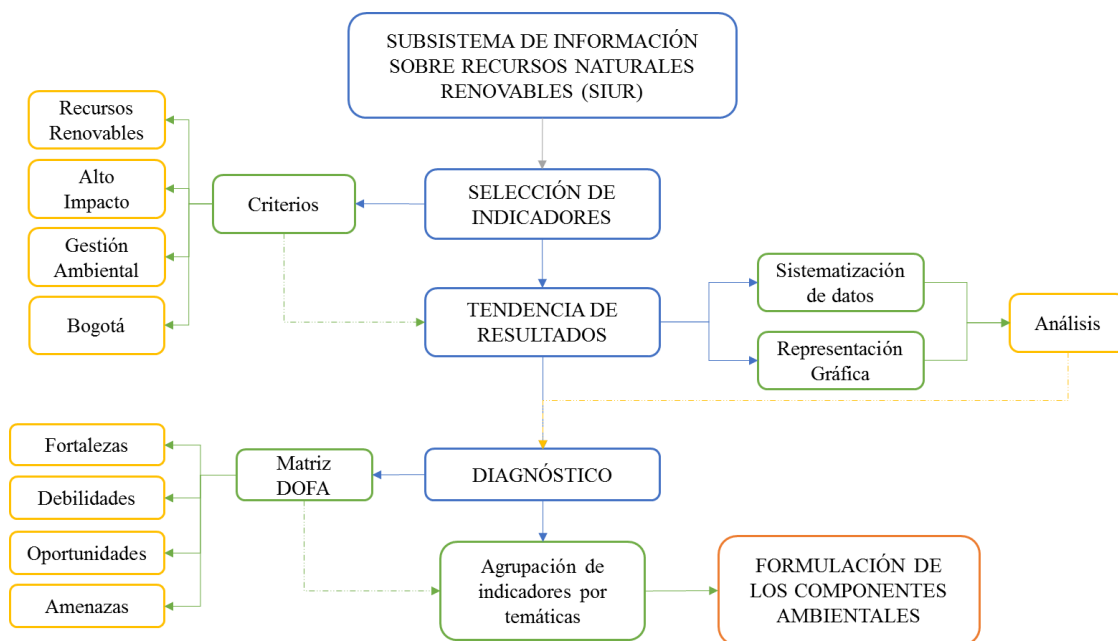 SUBSISTEMA DE INFORMACIÓN
SOBRE RECURSOS NATURALES
RENOVABLES (SIUR)
Recursos
Renovables
Alto
Impacto
Gestión
Ambiental
Bogotá
Criterios
SELECCIÓN DE
INDICADORES
TENDENCIA DE
RESULTADOS
Sistematización
de datos
Representación
Gráfica
Análisis
Fortalezas
Debilidades
Oportunidades
Amenazas
Matriz
DOFA
DIAGNÓSTICO
Agrupación de
indicadores por
temáticas
FORMULACIÓN DE
LOS COMPONENTES
AMBIENTALES